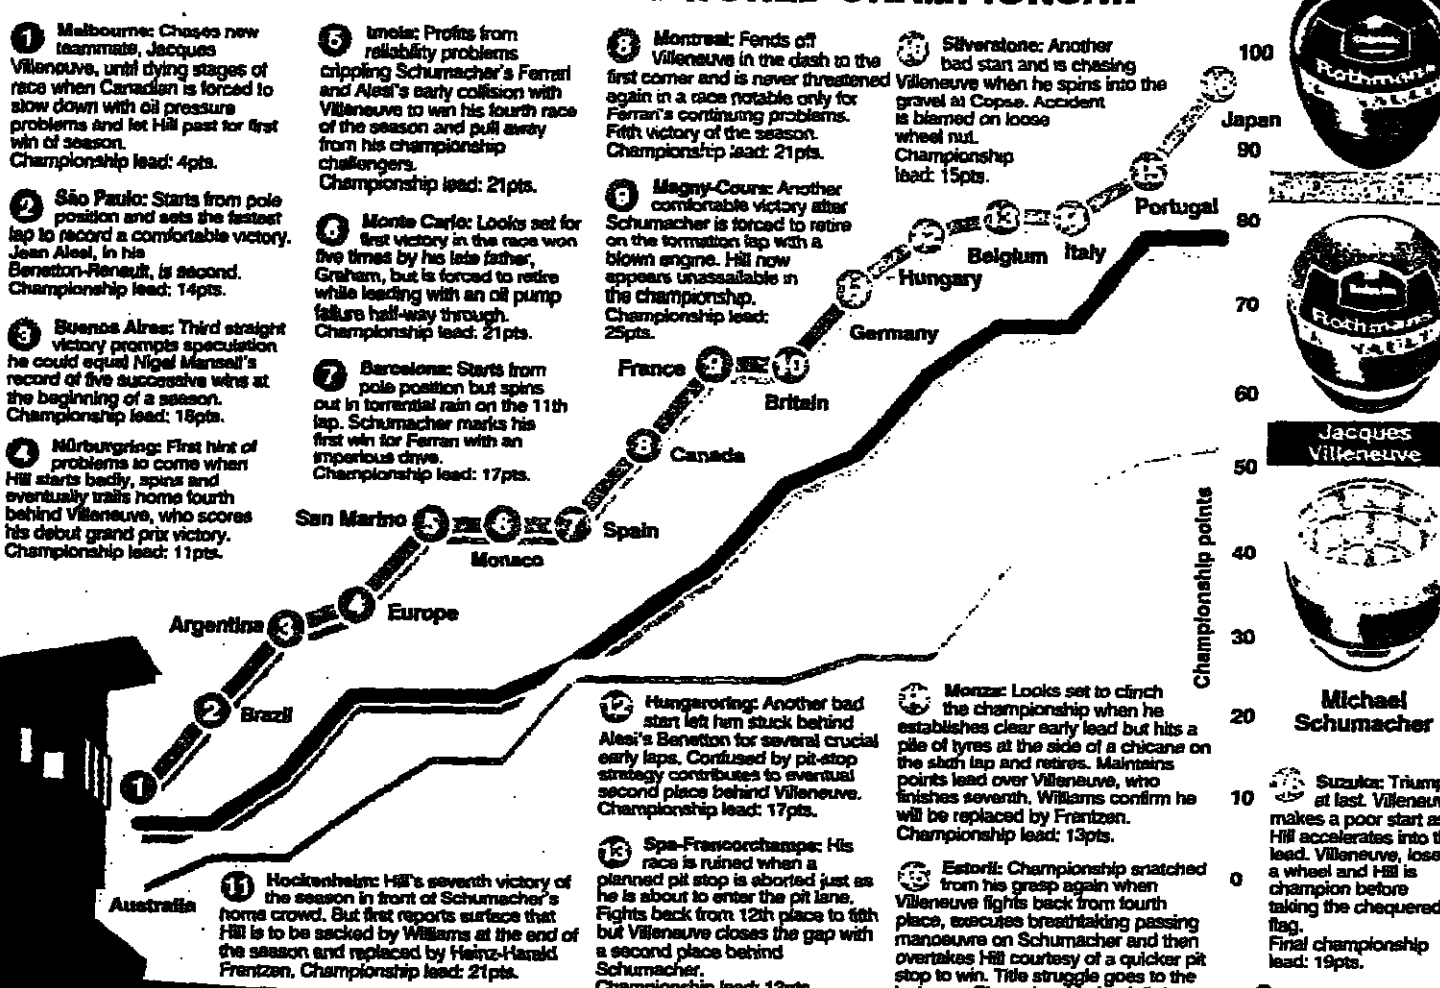 WORLD CHAMPIONSHIP
1 Melbourne: Chases new
teammate, Jacques
Villeneuve, until dying stages of
race when Canadian is forced to
slow down with oil pressure
problems and let Hill past for first
win of season.
Championship lead: 4pts.
2 São Paulo: Starts from pole
position and sets the fastest
lap to record a comfortable victory.
Jean Alesi, in his
Benetton-Renault, is second.
Championship lead: 14pts.
3 Buenos Aires: Third straight
victory prompts speculation
he could equal Nigel Mansell's
record of five successive wins at
the beginning of a season.
Championship lead: 18pts.
4 Nürburgring: First hint of
problems to come when
Hill starts badly, spins and
eventually trails home fourth
behind Villeneuve, who scores
his debut grand prix victory.
Championship lead: 11pts.
5 Imola: Profits from
reliability problems
crippling Schumacher's Ferrari
and Alesi's early collision with
Villeneuve to win his fourth race
of the season and pull away
from his championship
challengers.
Championship lead: 21pts.
6 Monte Carlo: Looks set for
first victory in the race won
five times by his late father,
Graham, but is forced to retire
while leading with an oil pump
failure half-way through.
Championship lead: 21pts.
7 Barcelona: Starts from
pole position but spins
out in torrential rain on the 11th
lap. Schumacher marks his
first win for Ferrari with an
imperious drive.
Championship lead: 17pts.
8 Montreal: Fends off
Villeneuve in the dash to the
first corner and is never threatened
again in a race notable only for
Ferrari's continuing problems.
Fifth victory of the season.
Championship lead: 21pts.
9 Magny-Cours: Another
comfortable victory after
Schumacher is forced to retire
on the formation lap with a
blown engine. Hill now
appears unassailable in
the championship.
Championship lead:
25pts.
10 Silverstone: Another
bad start and is chasing
Villeneuve when he spins into the
gravel at Copse. Accident
is blamed on loose
wheel nut.
Championship
lead: 15pts.
11 Hockenheim: Hill's seventh victory of
the season in front of Schumacher's
home crowd. But first reports surface that
Hill is to be sacked by Williams at the end of
the season and replaced by Heinz-Harald
Frentzen. Championship lead: 21pts.
12 Hungaroring: Another bad
start left him stuck behind
Alesi's Benetton for several crucial
early laps. Confused by pit-stop
strategy contributes to eventual
second place behind Villeneuve.
Championship lead: 17pts.
13 Spa-Francorchamps: His
race is ruined when a
planned pit stop is aborted just as
he is about to enter the pit lane.
Fights back from 12th place to fifth
but Villeneuve closes the gap with
a second place behind
Schumacher.
Championship lead: 13pts.
14 Monza: Looks set to clinch
the championship when he
establishes clear early lead but hits a
pile of tyres at the side of a chicane on
the sixth lap and retires. Maintains
points lead over Villeneuve, who
finishes seventh. Williams confirm he
will be replaced by Frentzen.
Championship lead: 13pts.
15 Estoril: Championship snatched
from his grasp again when
Villeneuve fights back from fourth
place, executes breathtaking passing
manoeuvre on Schumacher and then
overtakes Hill courtesy of a quicker pit
stop to win. Title struggle goes to the
Suzuka: Triump
at last. Villeneuv
makes a poor start as
Hill accelerates into th
lead. Villeneuve, lose
a wheel and Hill is
champion before
taking the chequered
flag.
Final championship
lead: 19pts.
1
Australia
2
Brazil
3
Argentina
4
Europe
5
San Marino
6
Monaco
7
Spain
8
Canada
9
France
10
Britain
11
Germany
12
Hungary
13
Belgium
14
Italy
15
Portugal
Japan
100
90
80
70
60
50
40
30
20
10
0
Championship points
Rothmans
Rothmans
Jacques
Villeneuve
Michael
Schumacher